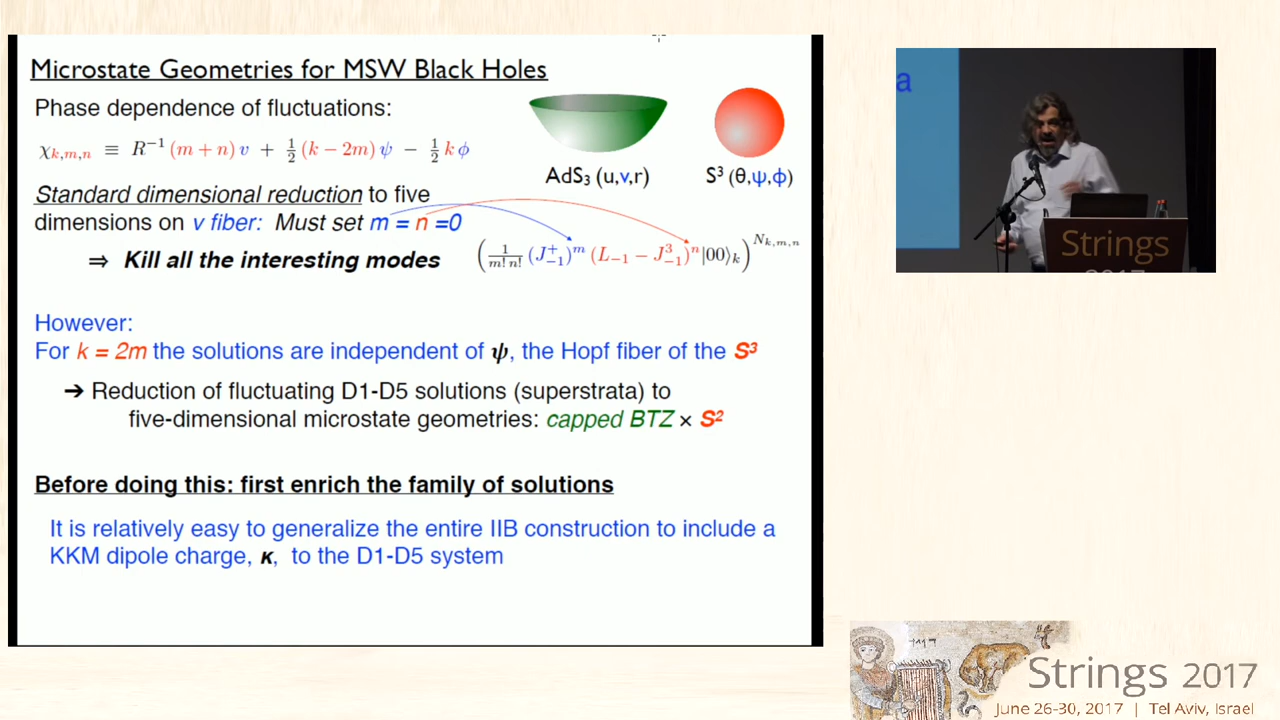 Microstate Geometries for MSW Black Holes
Phase dependence of fluctuations:
χ_{k,m,n} ≡ R^{-1} (m + n) v + ½ (k − 2m) ψ − ½ k ϕ
AdS₃ (u,v,r)
S³ (θ,ψ,ϕ)
Standard dimensional reduction to five
dimensions on v fiber: Must set m = n =0
⇒ Kill all the interesting modes
(1/(m! n!) (J^+_{−1})^m (L_{−1} − J^3_{−1})^n |00⟩_k)^{N_{k,m,n}}
However:
For k = 2m the solutions are independent of ψ, the Hopf fiber of the S³
➔ Reduction of fluctuating D1-D5 solutions (superstrata) to
five-dimensional microstate geometries: capped BTZ × S²
Before doing this: first enrich the family of solutions
It is relatively easy to generalize the entire IIB construction to include a
KKM dipole charge, κ, to the D1-D5 system
a
Strings
2017
Strings 2017
June 26-30, 2017 | Tel Aviv, Israel